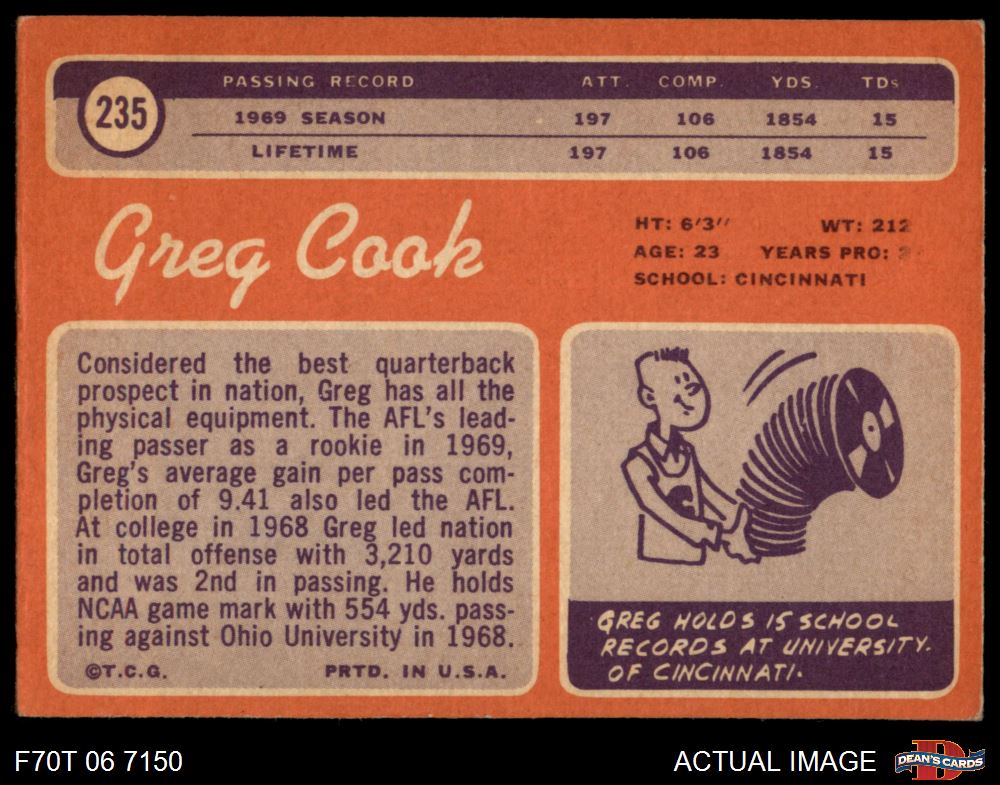 235
PASSING RECORD ATT. COMP. YDS. TDs
1969 SEASON 197 106 1854 15
LIFETIME 197 106 1854 15
Greg Cook
HT: 6'3" WT: 212
AGE: 23 YEARS PRO:
SCHOOL: CINCINNATI
Considered the best quarterback
prospect in nation, Greg has all the
physical equipment. The AFL's lead-
ing passer as a rookie in 1969,
Greg's average gain per pass com-
pletion of 9.41 also led the AFL.
At college in 1968 Greg led nation
in total offense with 3,210 yards
and was 2nd in passing. He holds
NCAA game mark with 554 yds. pass-
ing against Ohio University in 1968.
©T.C.G. PRTD. IN U.S.A.
GREG HOLDS 15 SCHOOL
RECORDS AT UNIVERSITY.
OF CINCINNATI.
F70T 06 7150
ACTUAL IMAGE
D
DEAN'S CARDS